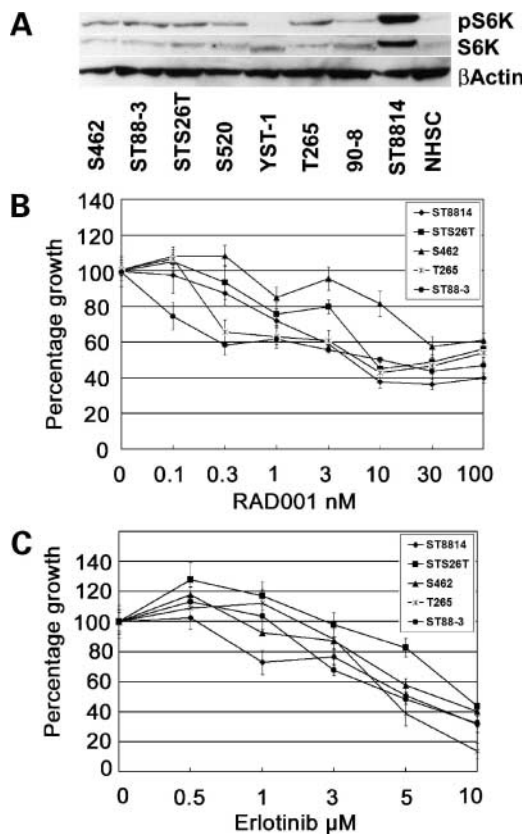 A
pS6K
S6K
βActin
S462
ST88-3
STS26T
S520
YST-1
T265
90-8
ST8814
NHSC
B
140
120
100
80
60
40
20
0
Percentage growth
ST8814
STS26T
S462
T265
ST88-3
0 0.1 0.3 1 3 10 30 100
RAD001 nM
C
140
120
100
80
60
40
20
0
Percentage growth
ST8814
STS26T
S462
T265
ST88-3
0 0.5 1 3 5 10
Erlotinib μM